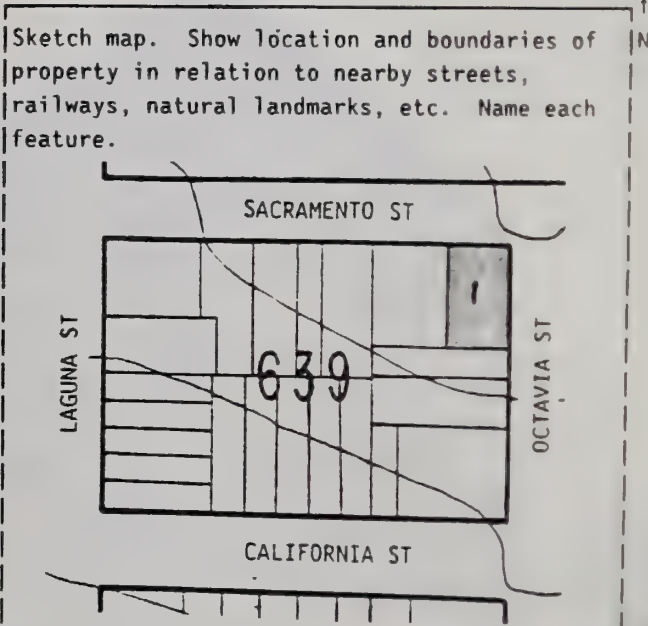 Sketch map. Show location and boundaries of
property in relation to nearby streets,
railways, natural landmarks, etc. Name each
feature.
N
SACRAMENTO ST
1
LAGUNA ST
639
OCTAVIA ST
CALIFORNIA ST